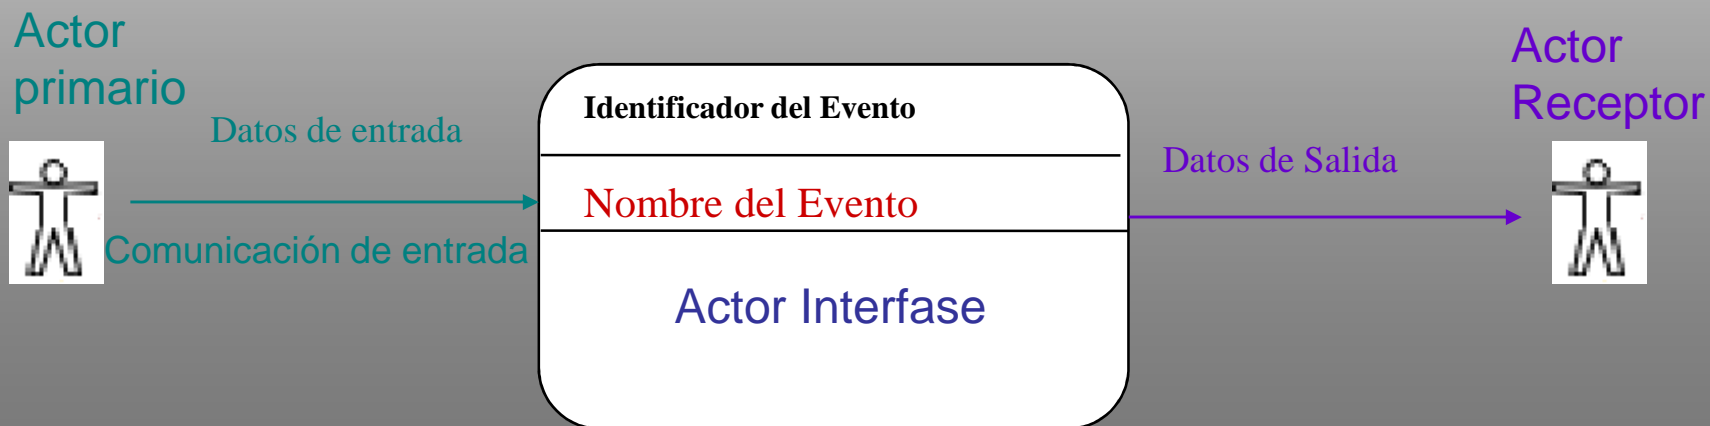 Actor
primario
Datos de entrada
Comunicación de entrada
Identificador del Evento
Nombre del Evento
Actor Interfase
Datos de Salida
Actor
Receptor